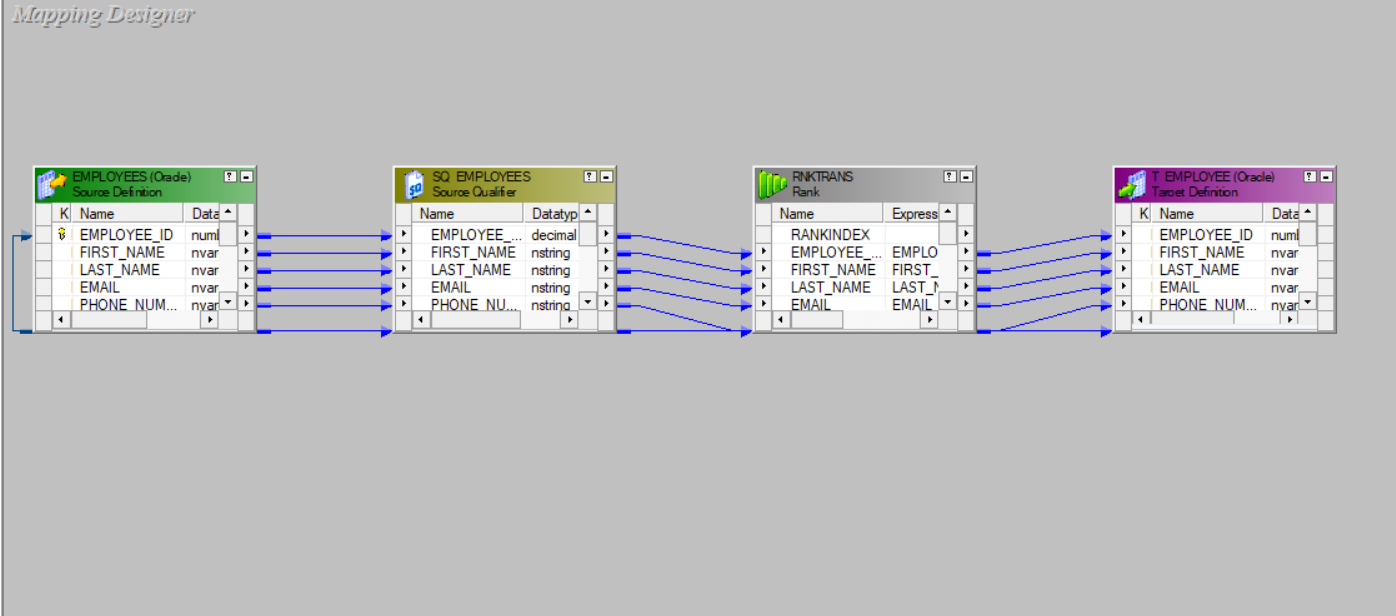 Mapping Designer
EMPLOYEES (Oracle)
Source Definition
K Name Data
EMPLOYEE_ID numl
FIRST_NAME nvar
LAST_NAME nvar
EMAIL nvar
PHONE_NUM... nvar
SQ_EMPLOYEES
Source Qualifier
Name Datatyp
EMPLOYEE_... decimal
FIRST_NAME nstring
LAST_NAME nstring
EMAIL nstring
PHONE_NU... nstring
RNKTRANS
Rank
Name Express
RANKINDEX
EMPLOYEE_... EMPLO
FIRST_NAME FIRST_
LAST_NAME LAST_N
EMAIL EMAIL
T_EMPLOYEE (Oracle)
Target Definition
K Name Data
EMPLOYEE_ID numl
FIRST_NAME nvar
LAST_NAME nvar
EMAIL nvar
PHONE_NUM... nvar